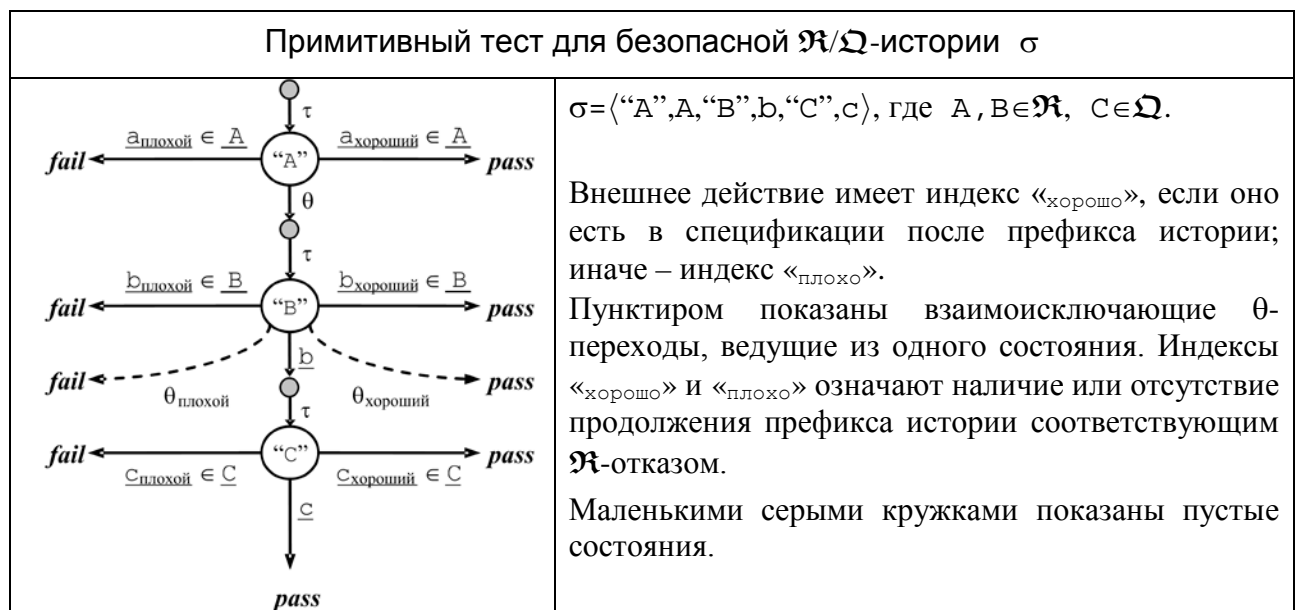 Примитивный тест для безопасной ℜ/𝔔-истории σ
τ
a_плохой ∈ A
a_хороший ∈ A
fail
“A”
pass
θ
τ
b_плохой ∈ B
b_хороший ∈ B
fail
“B”
pass
b
fail
pass
θплохой
θхороший
τ
fail
“C”
pass
c_плохой ∈ C
c_хороший ∈ C
c
pass
σ=⟨“A”,A,“B”,b,“C”,c⟩, где A,B∈ℜ, C∈𝔔.
Внешнее действие имеет индекс «хорошо», если оно
есть в спецификации после префикса истории;
иначе – индекс «плохо».
Пунктиром показаны взаимоисключающие θ-
переходы, ведущие из одного состояния. Индексы
«хорошо» и «плохо» означают наличие или отсутствие
продолжения префикса истории соответствующим
ℜ-отказом.
Маленькими серыми кружками показаны пустые
состояния.